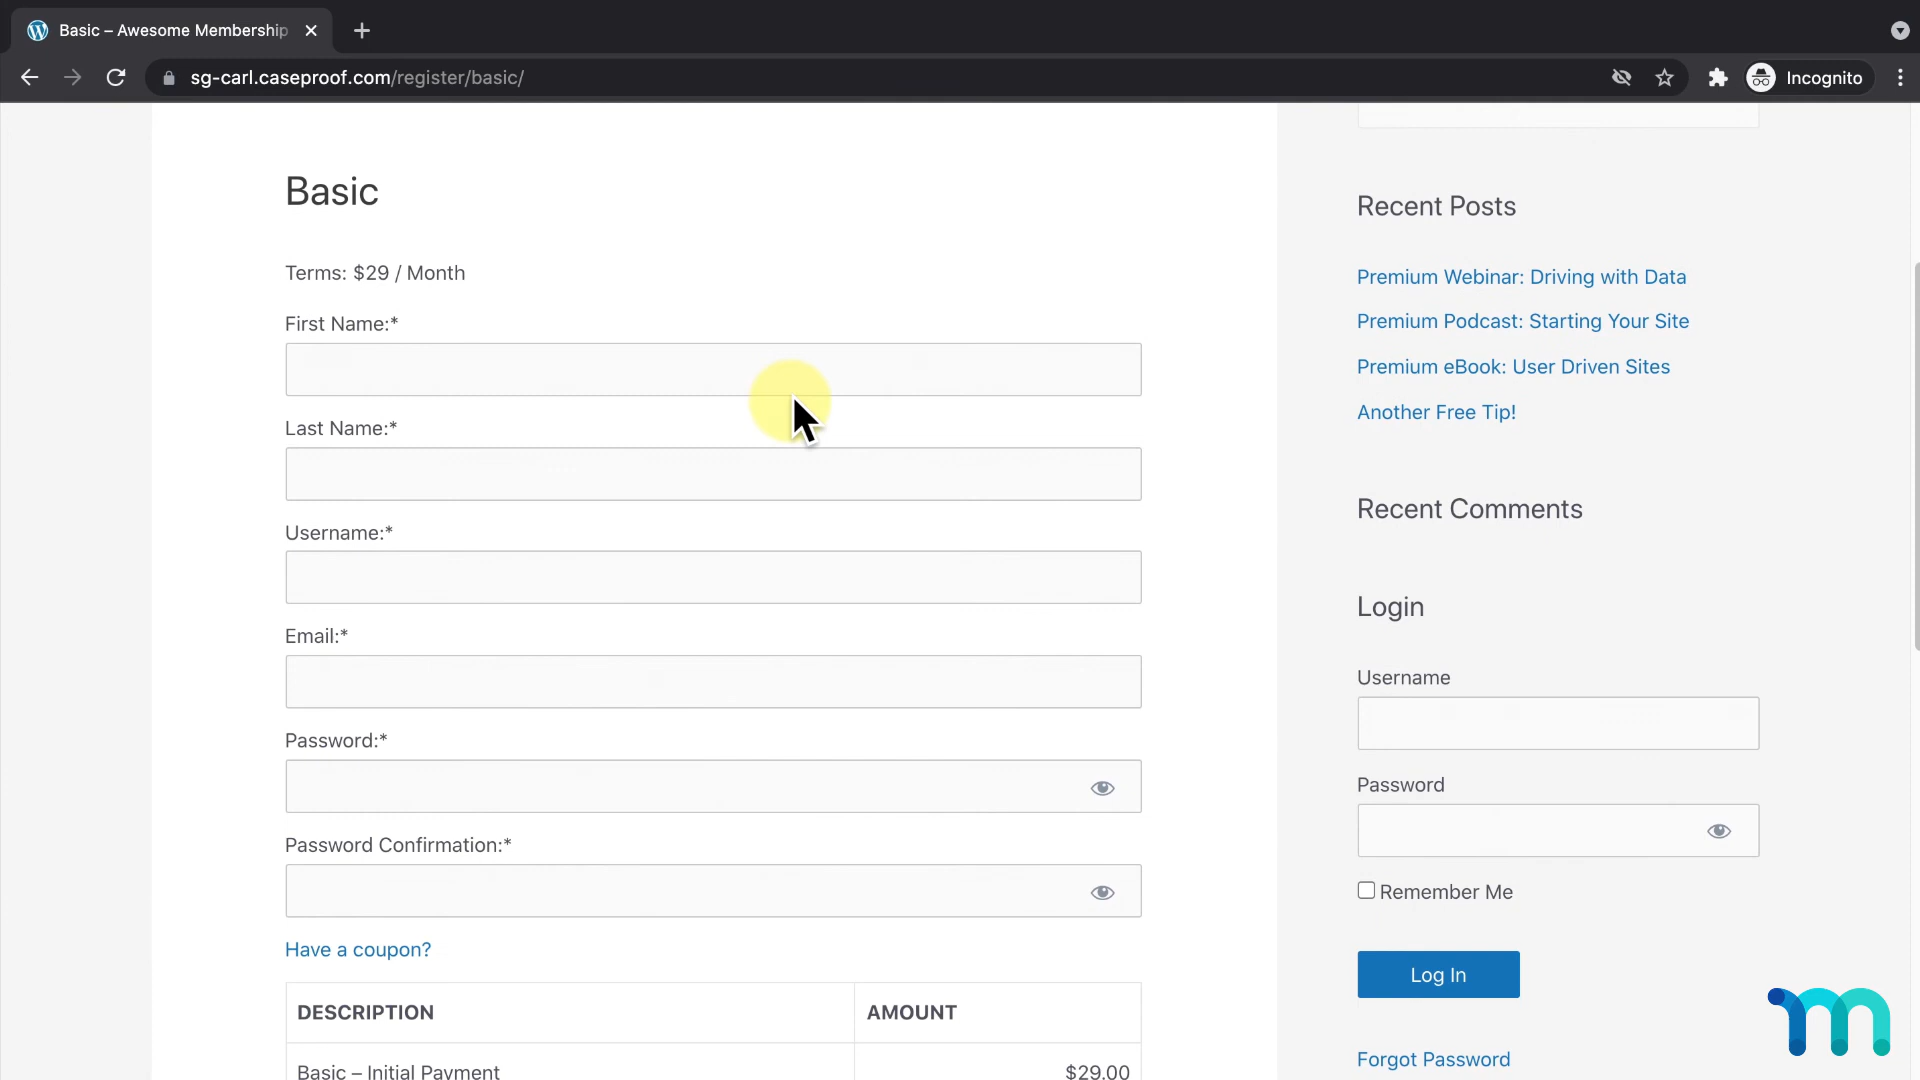 Basic – Awesome Membership
sg-carl.caseproof.com/register/basic/
Incognito
Basic
Terms: $29 / Month
First Name:*
Last Name:*
Username:*
Email:*
Password:*
Password Confirmation:*
Have a coupon?
DESCRIPTION AMOUNT
Basic – Initial Payment $29.00
Recent Posts
Premium Webinar: Driving with Data
Premium Podcast: Starting Your Site
Premium eBook: User Driven Sites
Another Free Tip!
Recent Comments
Login
Username
Password
Remember Me
Log In
Forgot Password